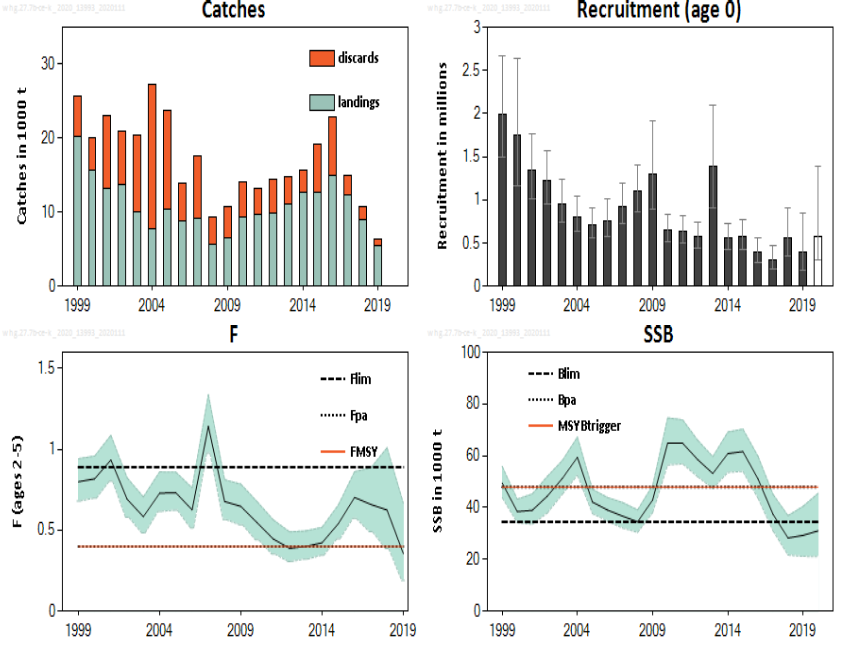 Catches
Catches in 1000 t
30
20
10
0
discards
landings
1999
2004
2009
2014
2019
Recruitment (age 0)
Recruitment in millions
3
2.5
2
1.5
1
0.5
0
1999
2004
2009
2014
2019
F
F (ages 2-5)
1.5
1
0.5
0
Flim
Fpa
FMSY
1999
2004
2009
2014
2019
SSB
SSB in 1000 t
100
80
60
40
20
0
Blim
Bpa
MSYBtrigger
1999
2004
2009
2014
2019